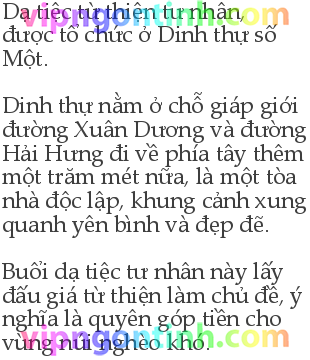 Dạ tiệc từ thiện tư nhân,
vipngontinh.com
được tổ chức ở Dinh thự số
Một.
Dinh thự nằm ở chỗ giáp giới
đường Xuân Dương và đường
Hải Hưng đi về phía tây thêm
một trăm mét nữa, là một tòa
nhà độc lập, khung cảnh xung
quanh yên bình và đẹp đẽ.
Buổi dạ tiệc tư nhân này lấy
đấu giá từ thiện làm chủ đề, ý
nghĩa là quyên góp tiền cho
vùng núi nghèo khó.
vipngontinh.com